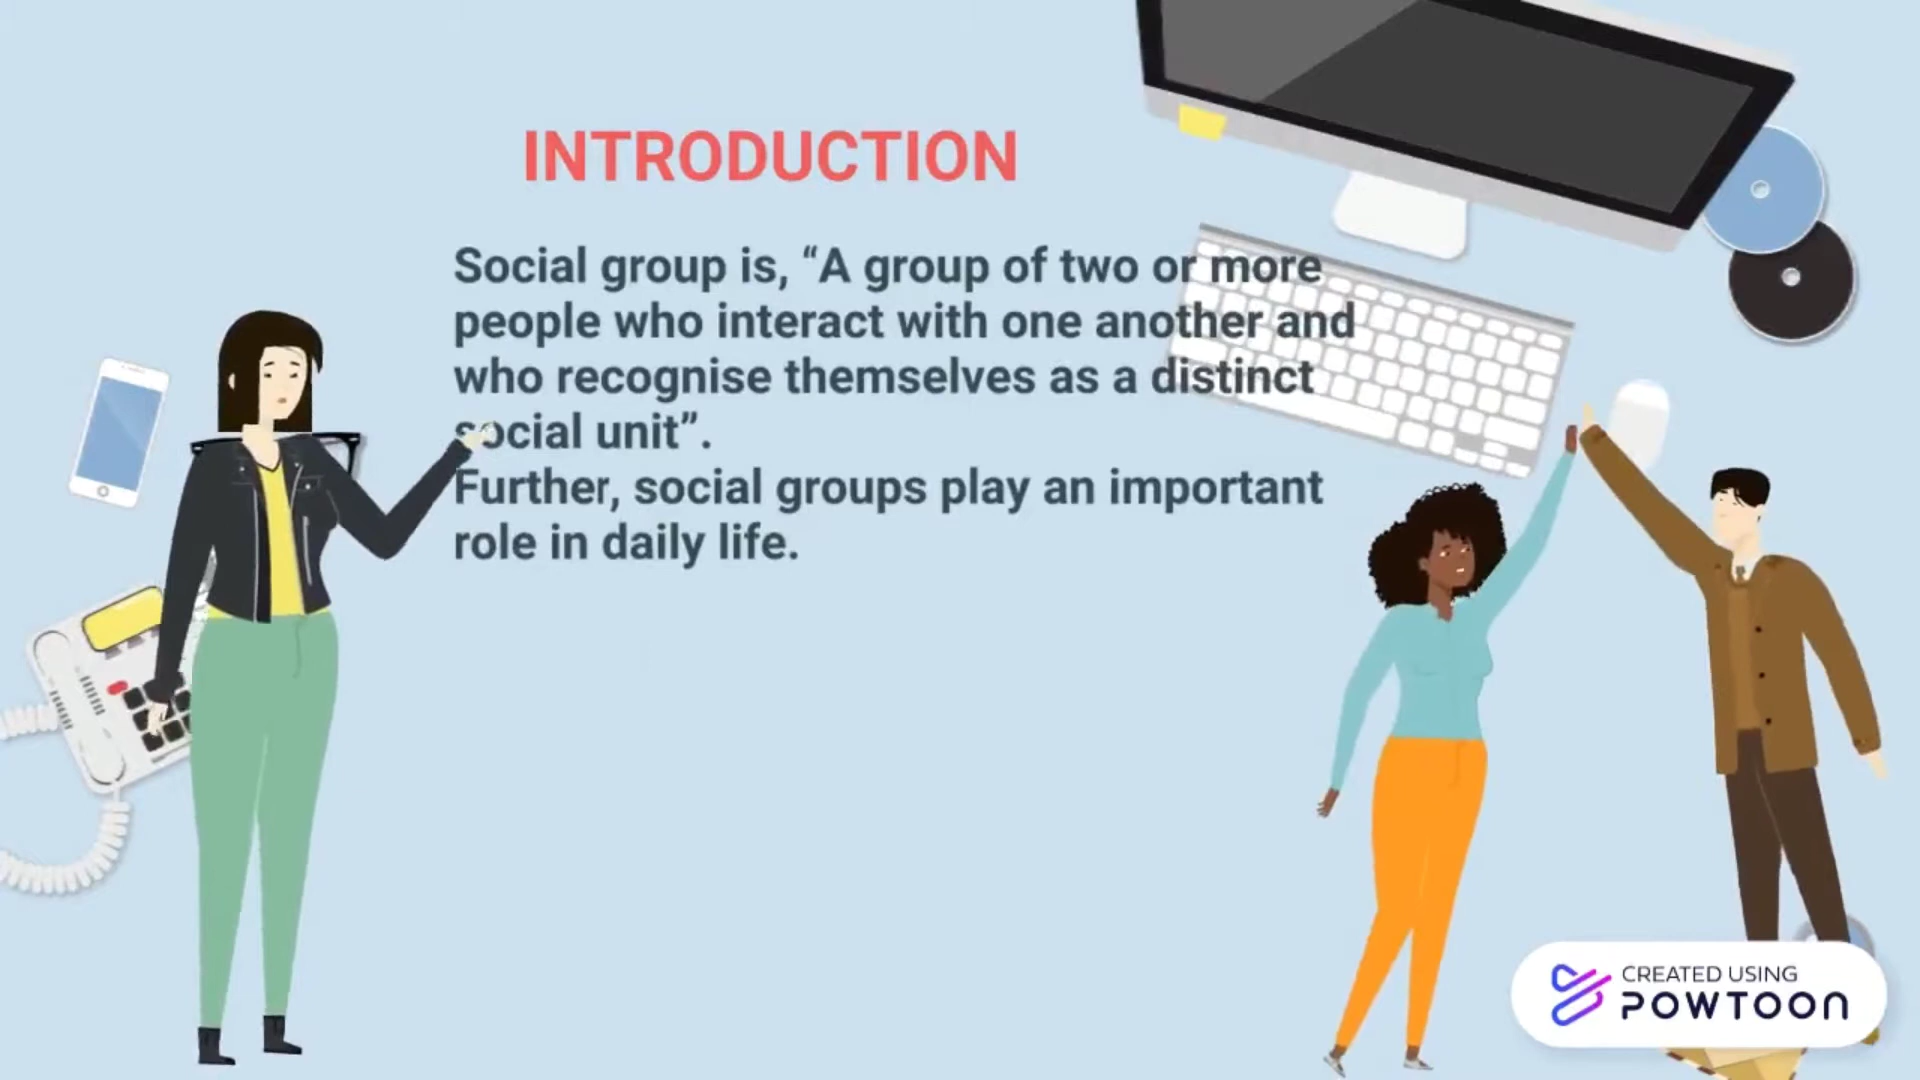 INTRODUCTION
Social group is, “A group of two or more
people who interact with one another and
who recognise themselves as a distinct
social unit”.
Further, social groups play an important
role in daily life.
CREATED USING
POWTOON